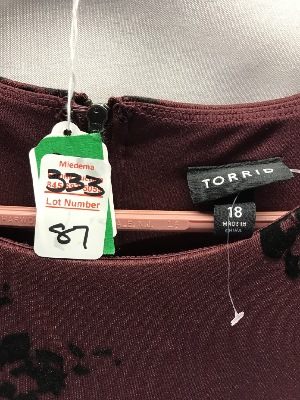 Miedema
333
Lot Number
87
TORRID
18
MADE IN
CHINA